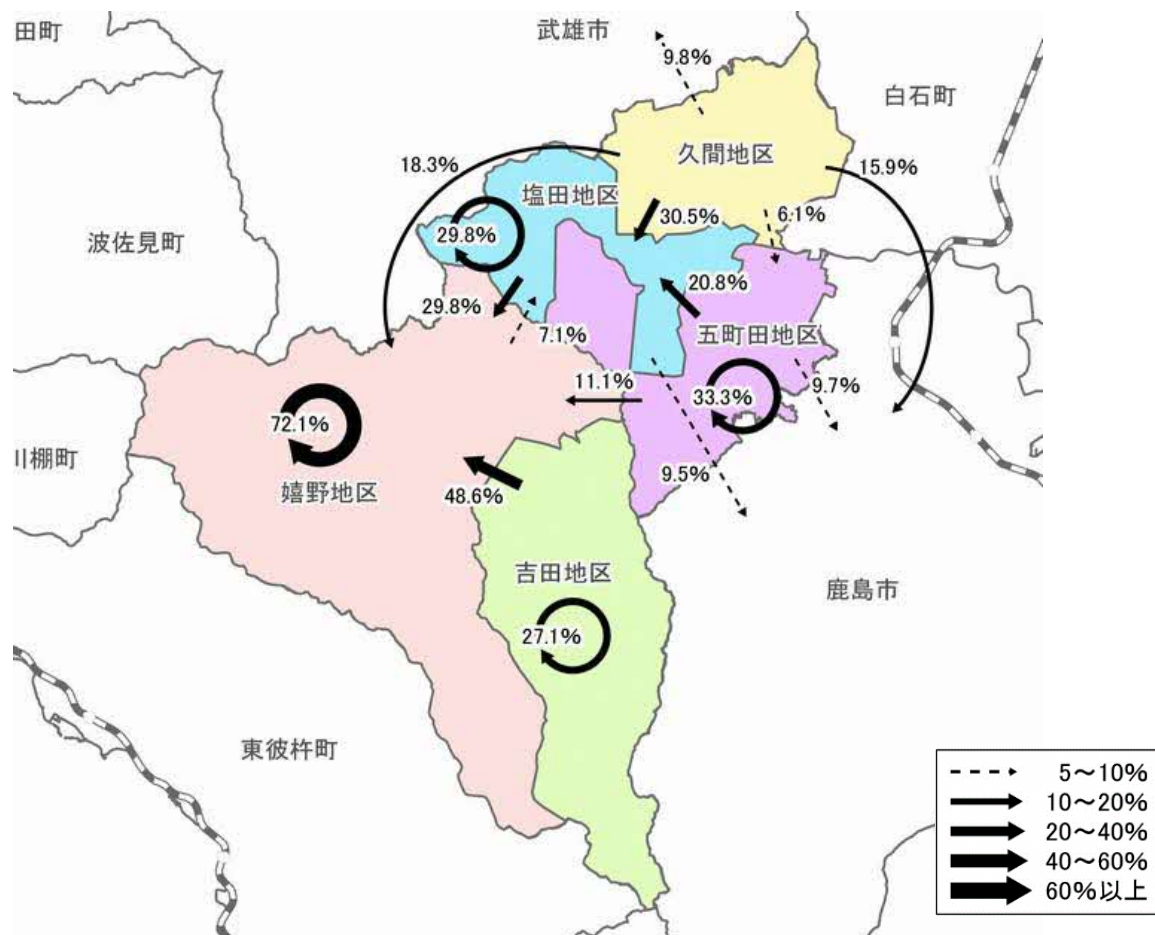 田町
武雄市
9.8%
白石町
久間地区
18.3%
15.9%
塩田地区
30.5%
6.1%
29.8%
波佐見町
20.8%
29.8%
7.1%
五町田地区
11.1%
9.7%
33.3%
72.1%
川棚町
9.5%
嬉野地区
48.6%
吉田地区
鹿島市
27.1%
東彼杵町
5～10%
10～20%
20～40%
40～60%
60%以上